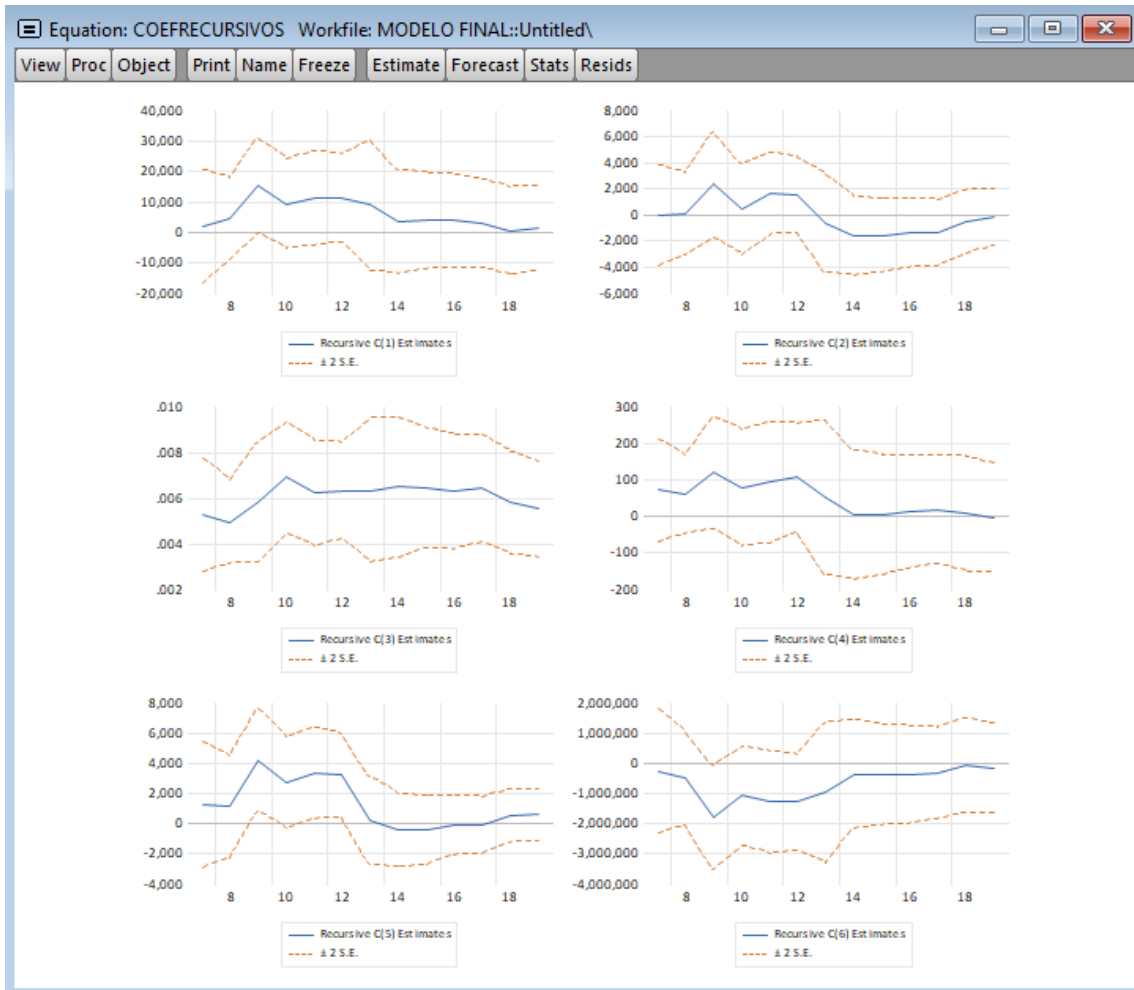 Equation: COEFRECURSIVOS Workfile: MODELO FINAL::Untitled\
View Proc Object Print Name Freeze Estimate Forecast Stats Resids
40,000
30,000
20,000
10,000
0
-10,000
-20,000
8 10 12 14 16 18
Recursive C(1) Estimates
± 2 S.E.
8,000
6,000
4,000
2,000
0
-2,000
-4,000
-6,000
8 10 12 14 16 18
Recursive C(2) Estimates
± 2 S.E.
.010
.008
.006
.004
.002
8 10 12 14 16 18
Recursive C(3) Estimates
± 2 S.E.
300
200
100
0
-100
-200
8 10 12 14 16 18
Recursive C(4) Estimates
± 2 S.E.
8,000
6,000
4,000
2,000
0
-2,000
-4,000
8 10 12 14 16 18
Recursive C(5) Estimates
± 2 S.E.
2,000,000
1,000,000
0
-1,000,000
-2,000,000
-3,000,000
-4,000,000
8 10 12 14 16 18
Recursive C(6) Estimates
± 2 S.E.